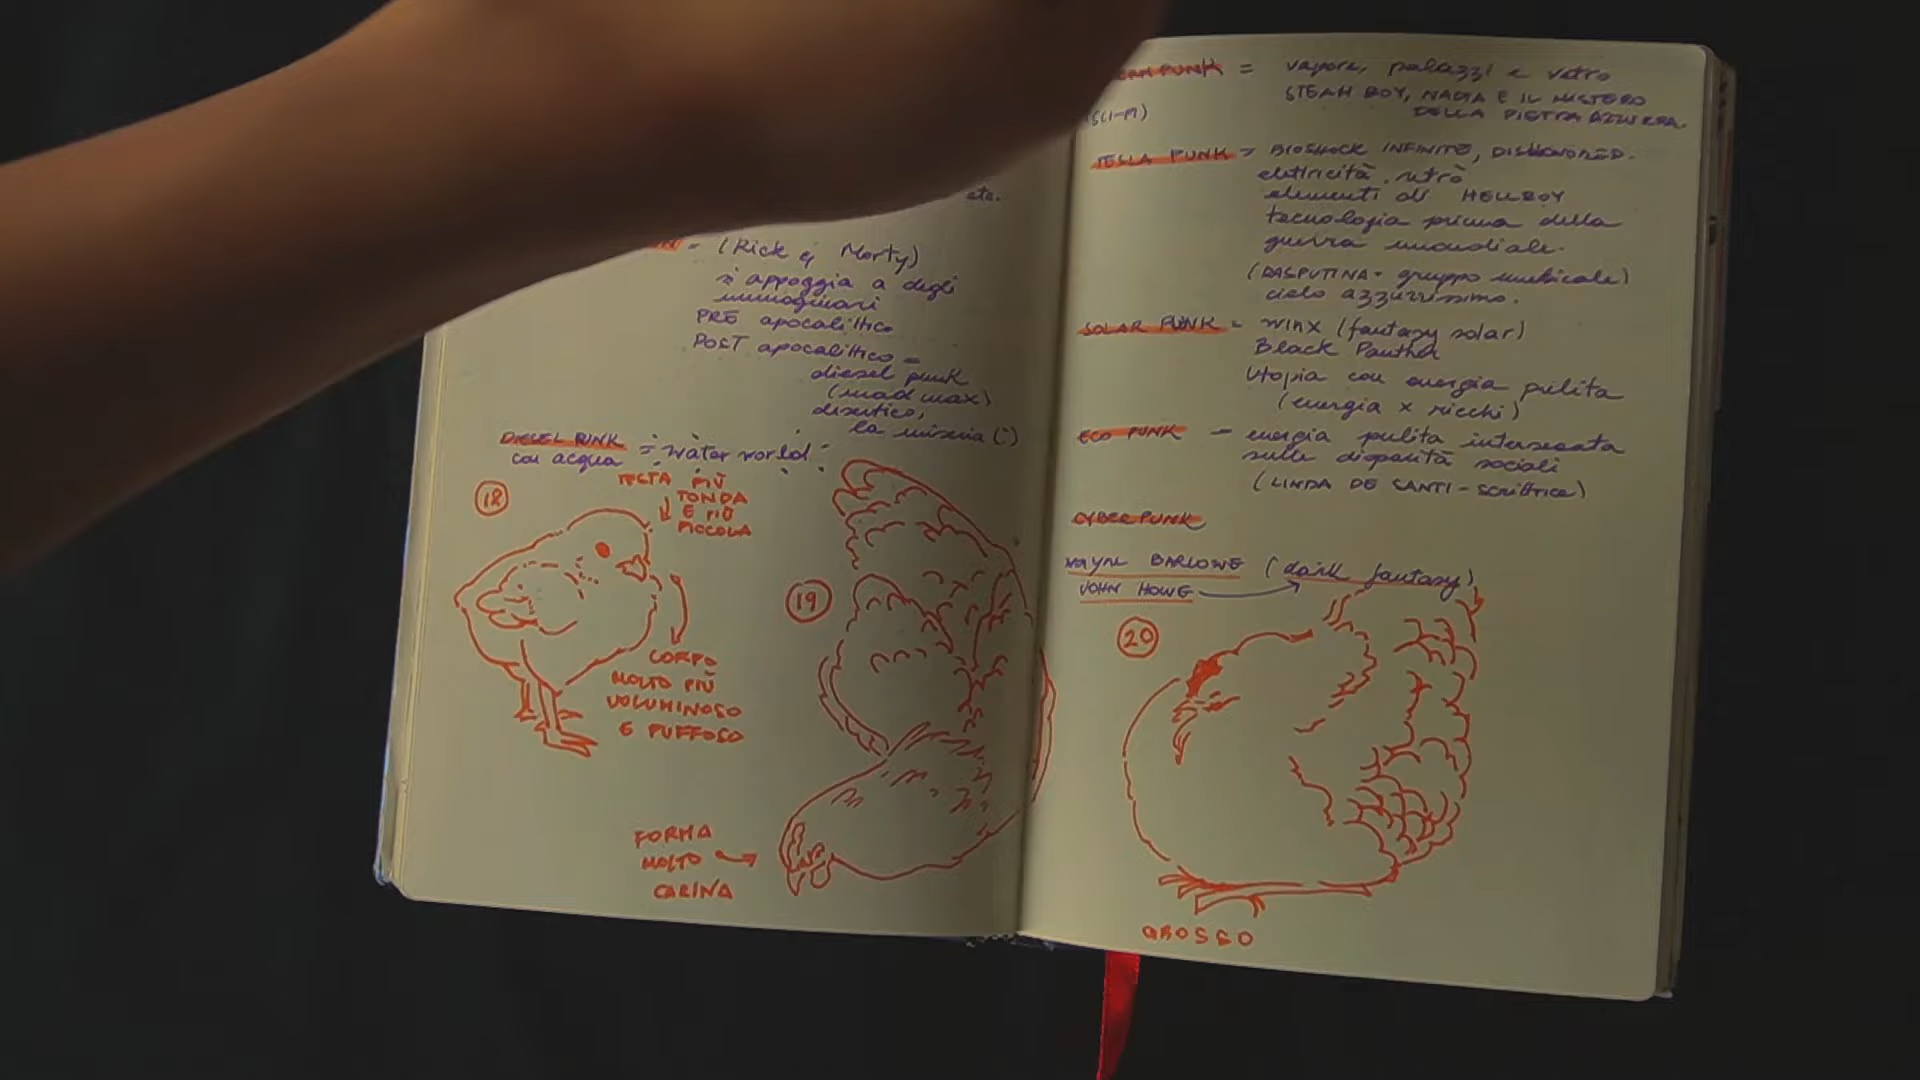 etc.
= (Rick & Morty)
si appoggia a degli
immaginari
PRE apocalittico
POST apocalittico =
diesel punk
(mad max)
desertico,
la miseria (:)
DIESEL PUNK
con acqua = water world
18
TESTA PIÙ
TONDA
E PIÙ
PICCOLA
CORPO
MOLTO PIÙ
VOLUMINOSO
E PUFFOSO
19
FORMA
MOLTO
CARINA
PUNK = vapore, palazzi e vetro
STEAM BOY, NADIA E IL MISTERO
DELLA PIETRA AZZURRA
TESLA PUNK = BIOSHOCK INFINITE, DISHONORED.
elettricità. retrò
elementi di HELLBOY
tecnologia prima della
guerra mondiale.
(RASPUTINA = gruppo musicale)
cielo azzurrissimo.
SOLAR PUNK = winx (fantasy solar)
Black Panther
Utopia con energia pulita
(energia x ricchi)
ECO PUNK = energia pulita intersecata
sulle disparità sociali
(LINDA DE SANTI - scrittrice)
CYBER PUNK
WAYNE BARLOWE (dark fantasy)
JOHN HOWE
20
GROSSO